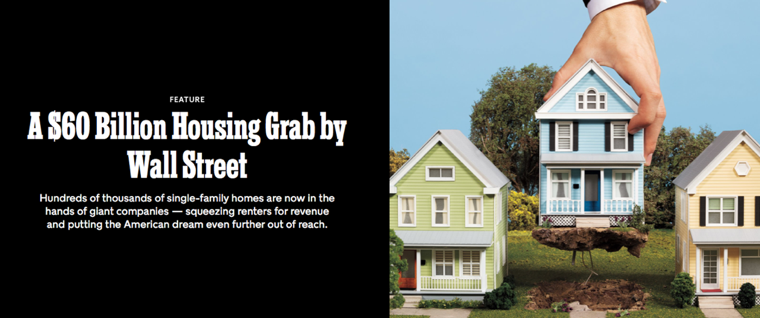 FEATURE
A $60 Billion Housing Grab by
Wall Street
Hundreds of thousands of single-family homes are now in the
hands of giant companies — squeezing renters for revenue
and putting the American dream even further out of reach.